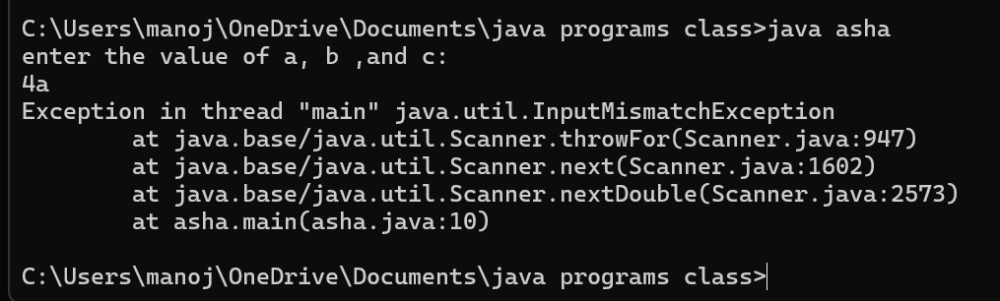 C:\Users\manoj\OneDrive\Documents\java programs class>java asha
enter the value of a, b ,and c:
4a
Exception in thread "main" java.util.InputMismatchException
        at java.base/java.util.Scanner.throwFor(Scanner.java:947)
        at java.base/java.util.Scanner.next(Scanner.java:1602)
        at java.base/java.util.Scanner.nextDouble(Scanner.java:2573)
        at asha.main(asha.java:10)
C:\Users\manoj\OneDrive\Documents\java programs class>